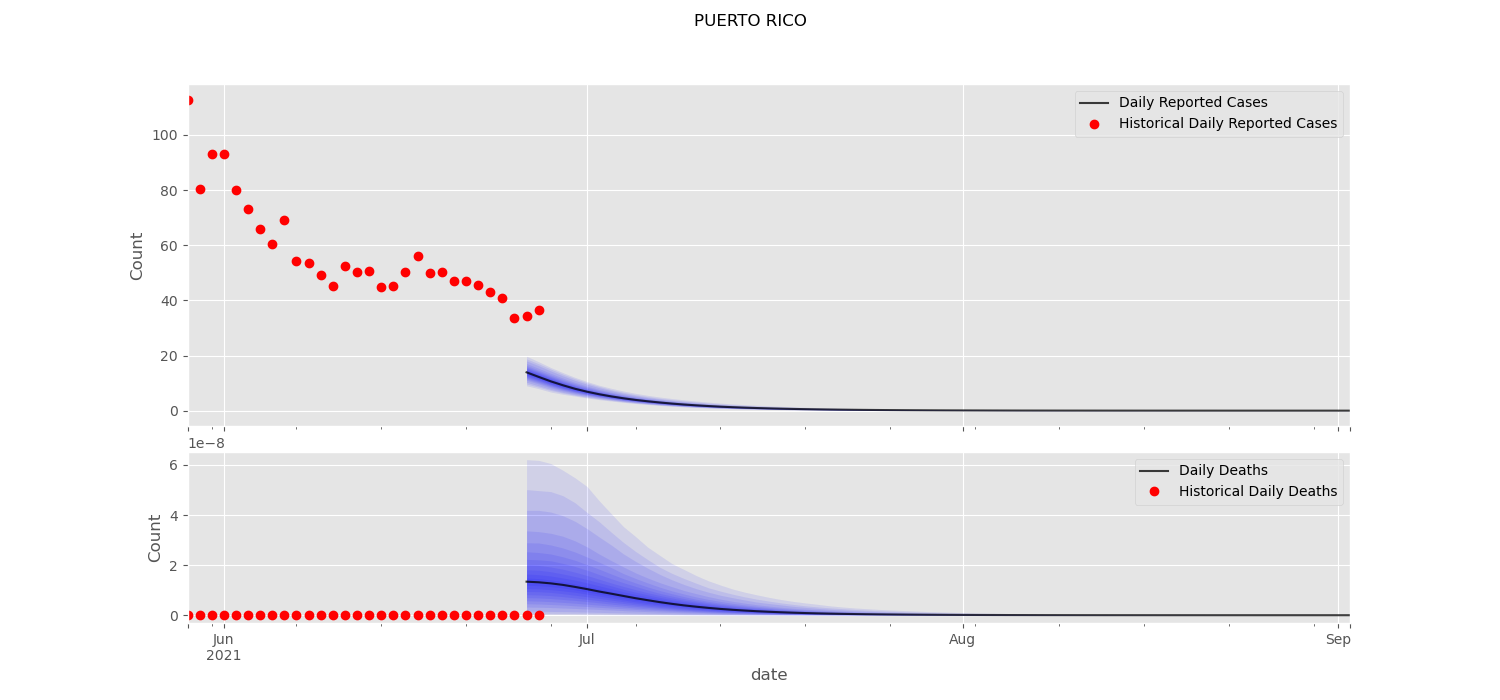 PUERTO RICO
Daily Reported Cases
Historical Daily Reported Cases
100
80
60
40
20
0
Count
1e−8
Daily Deaths
Historical Daily Deaths
6
4
2
0
Count
Jun
2021
Jul
Aug
Sep
date